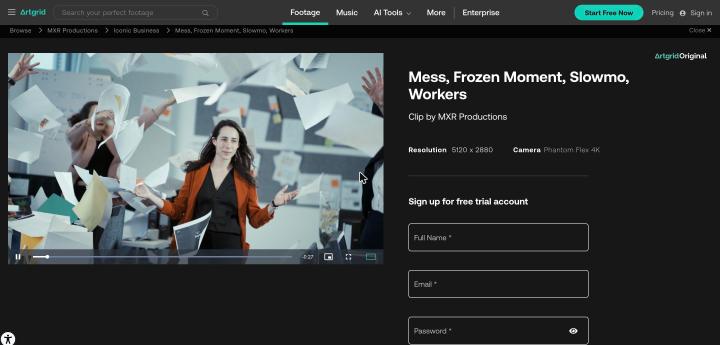 Artgrid
Search your perfect footage
Footage
Music
AI Tools
More
Enterprise
Start Free Now
Pricing
Sign in
Browse > MXR Productions > Iconic Business > Mess, Frozen Moment, Slowmo, Workers
Close ✕
Artgrid Original
Mess, Frozen Moment, Slowmo,
Workers
Clip by MXR Productions
Resolution 5120 x 2880
Camera Phantom Flex 4K
Sign up for free trial account
Full Name *
Email *
Password *
-0:27